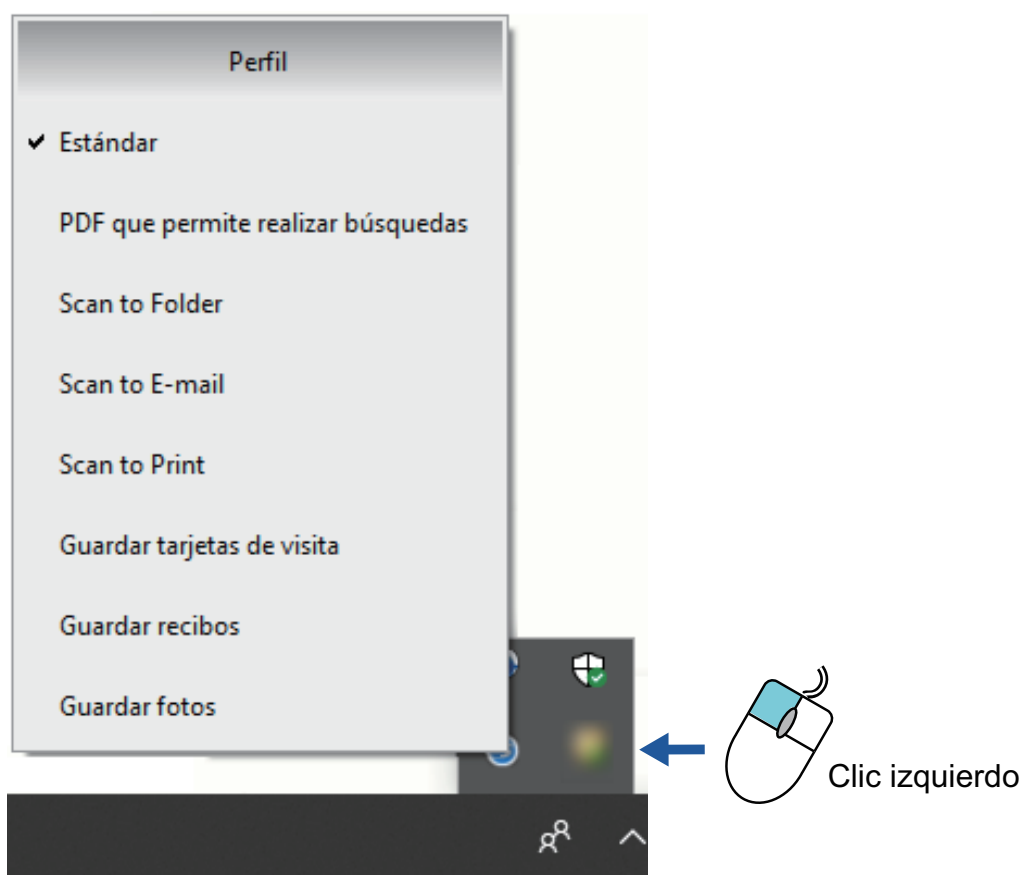 Perfil
Estándar
PDF que permite realizar búsquedas
Scan to Folder
Scan to E-mail
Scan to Print
Guardar tarjetas de visita
Guardar recibos
Guardar fotos
Clic izquierdo